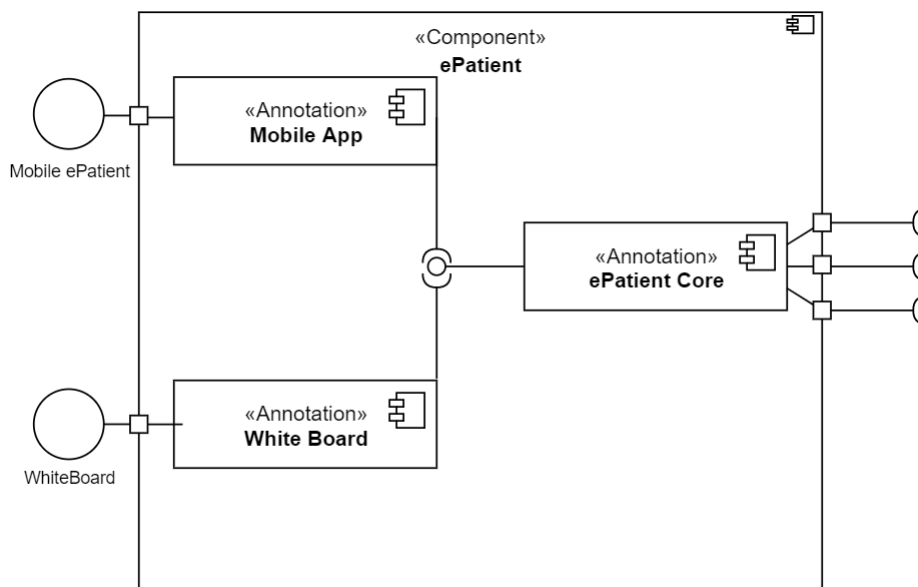 «Component»
ePatient
«Annotation»
Mobile App
Mobile ePatient
«Annotation»
ePatient Core
«Annotation»
White Board
WhiteBoard